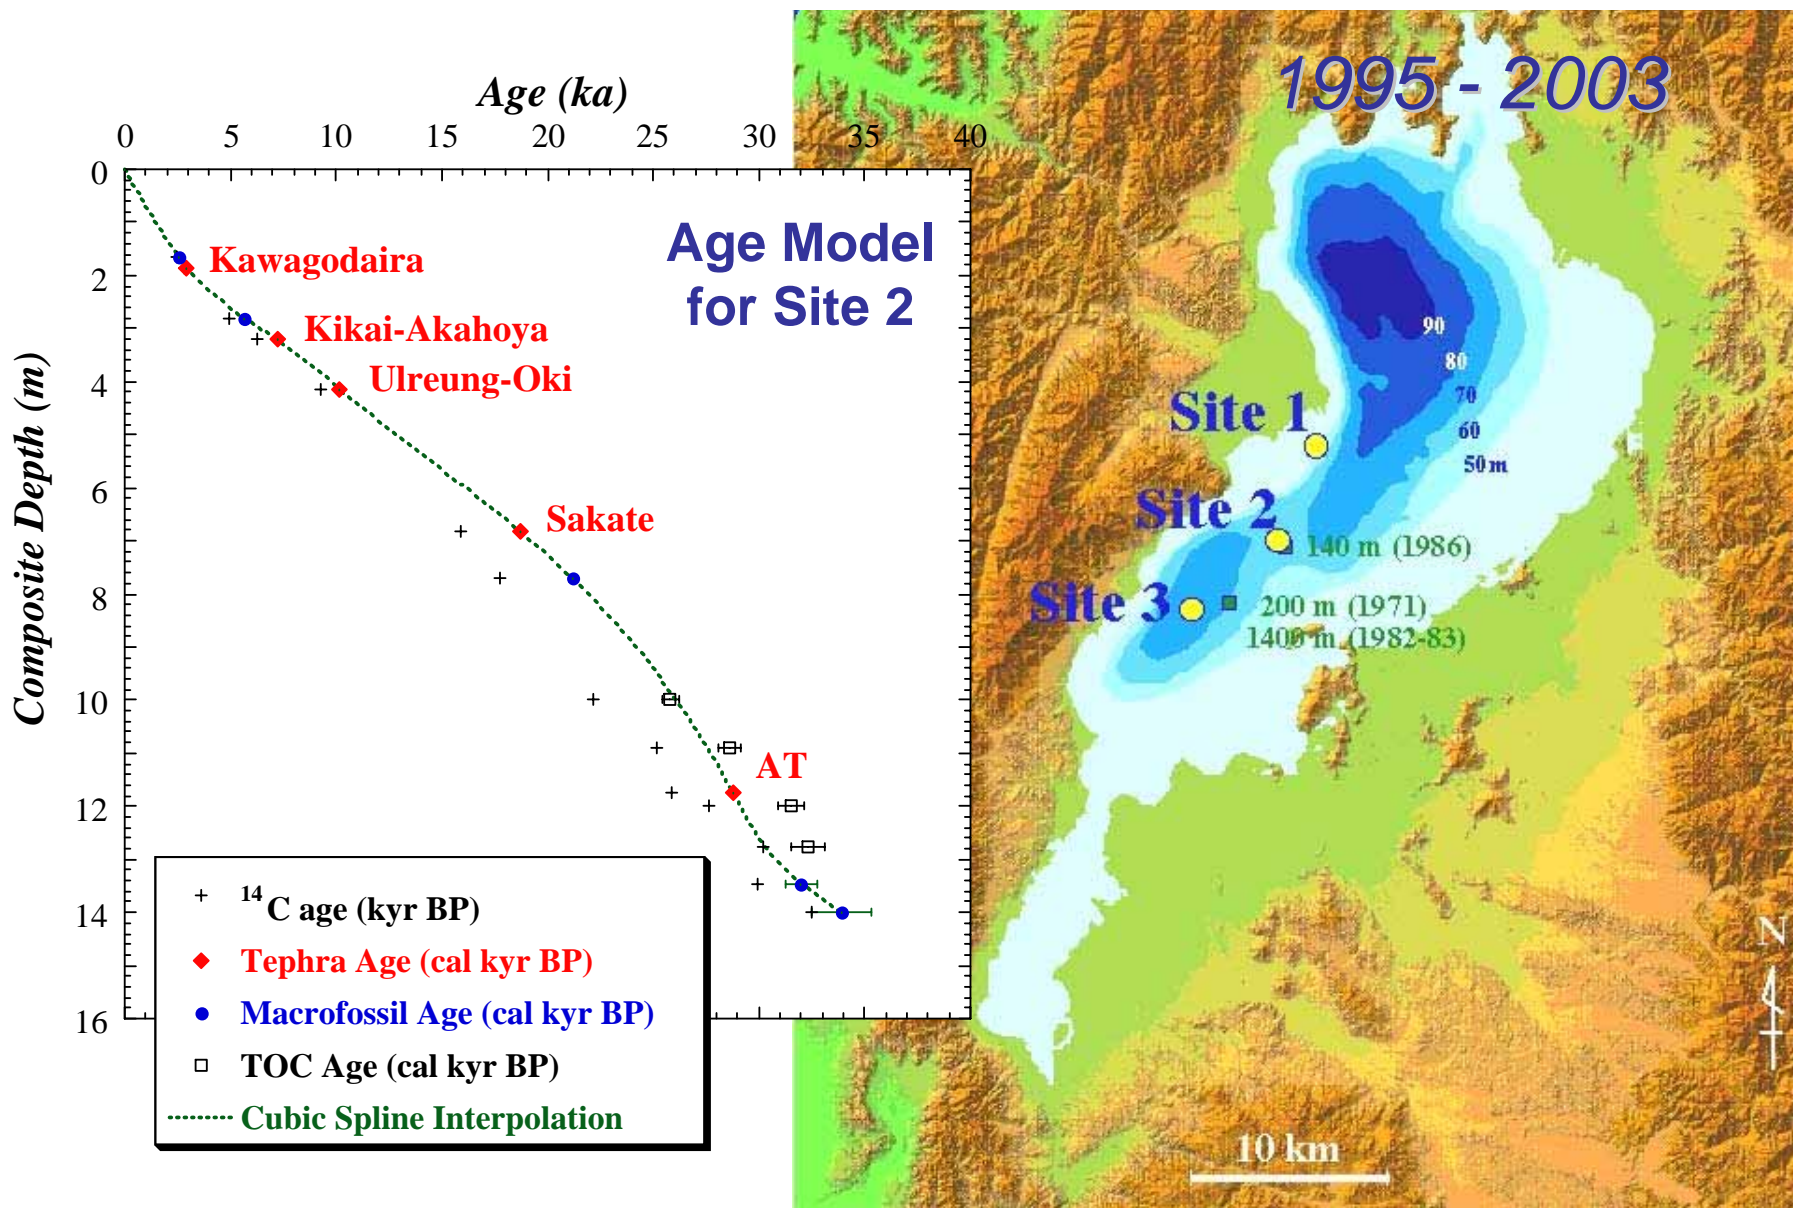 Age (ka)
0 5 10 15 20 25 30 35 40
Composite Depth (m)
0
2
4
6
8
10
12
14
16
Age Model
for Site 2
Kawagodaira
Kikai-Akahoya
Ulreung-Oki
Sakate
AT
14C age (kyr BP)
Tephra Age (cal kyr BP)
Macrofossil Age (cal kyr BP)
TOC Age (cal kyr BP)
Cubic Spline Interpolation
1995 - 2003
90
80
70
60
50 m
Site 1
Site 2
140 m (1986)
Site 3
200 m (1971)
1400 m (1982-83)
N
10 km